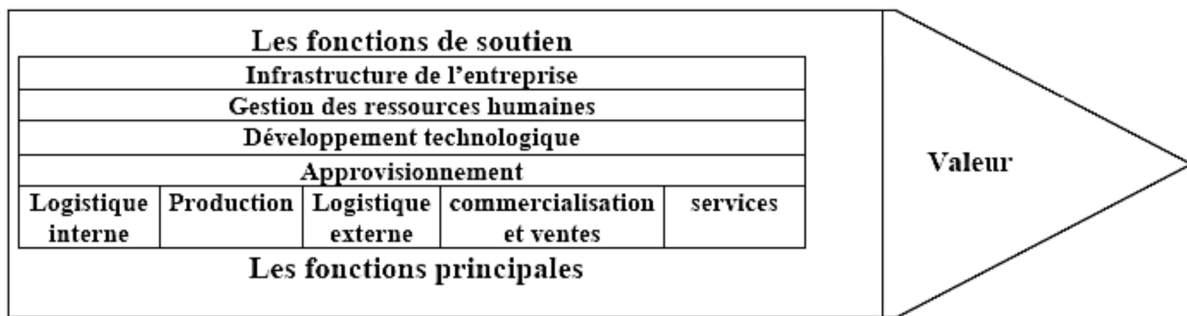 Les fonctions de soutien
Infrastructure de l'entreprise
Gestion des ressources humaines
Développement technologique
Approvisionnement
Logistique interne
Production
Logistique externe
commercialisation et ventes
services
Les fonctions principales
Valeur